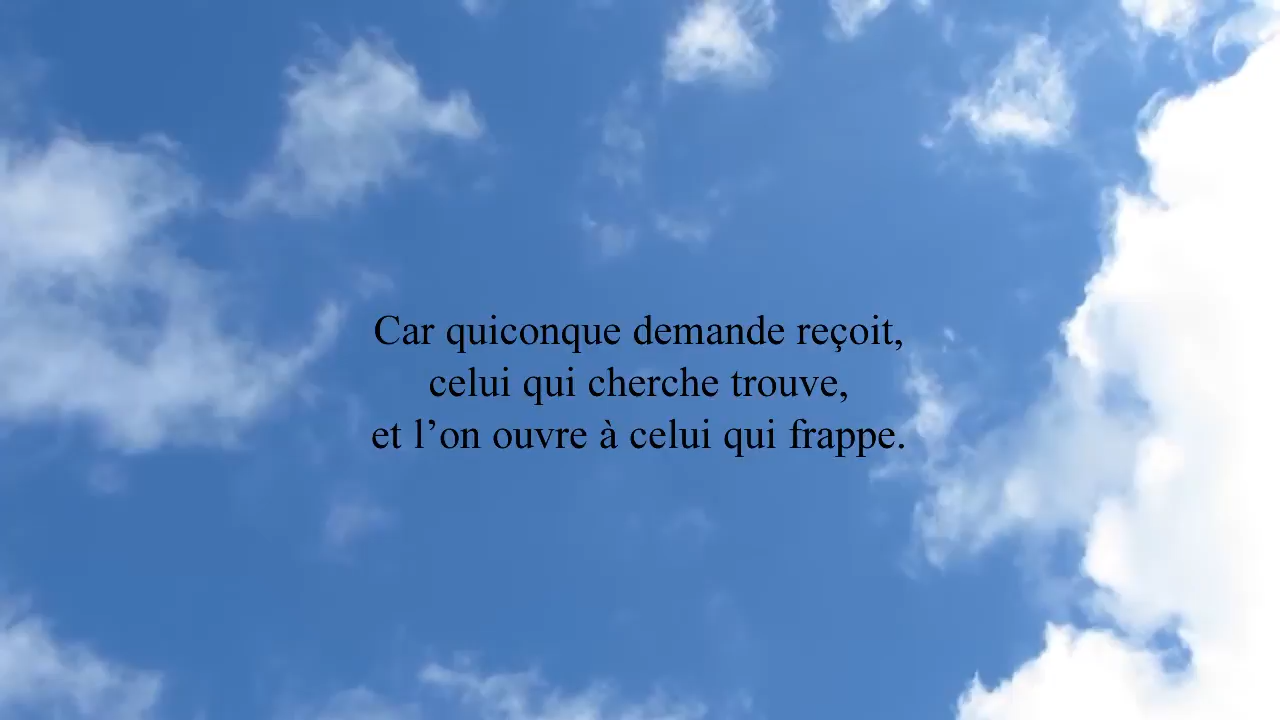 Car quiconque demande reçoit,
celui qui cherche trouve,
et l’on ouvre à celui qui frappe.